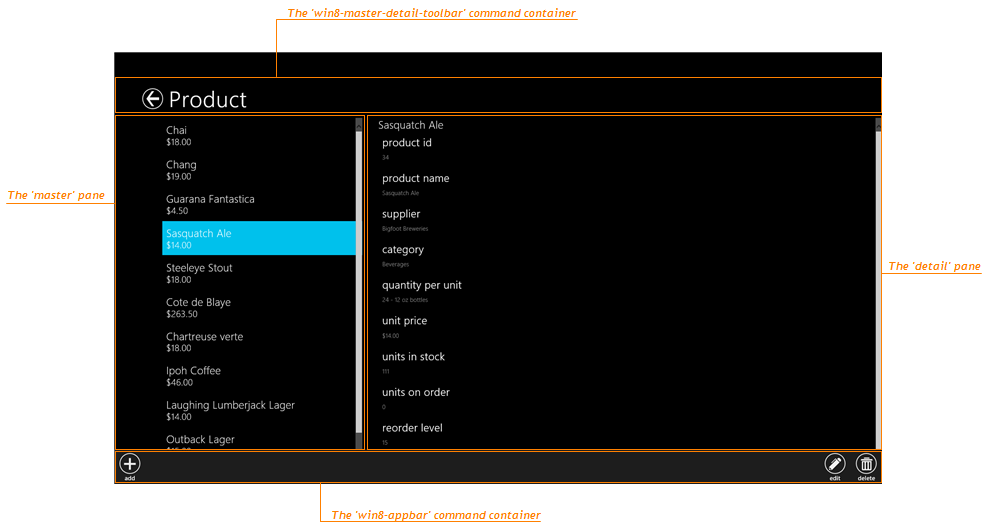 The 'win8-master-detail-toolbar' command container
Product
Chai
$18.00
Chang
$19.00
Guarana Fantastica
$4.50
Sasquatch Ale
$14.00
Steeleye Stout
$18.00
Cote de Blaye
$263.50
Chartreuse verte
$18.00
Ipoh Coffee
$46.00
Laughing Lumberjack Lager
$14.00
Outback Lager
Sasquatch Ale
product id
34
product name
Sasquatch Ale
supplier
Bigfoot Breweries
category
Beverages
quantity per unit
24 - 12 oz bottles
unit price
$14.00
units in stock
111
units on order
0
reorder level
15
The 'master' pane
The 'detail' pane
add
edit
delete
The 'win8-appbar' command container